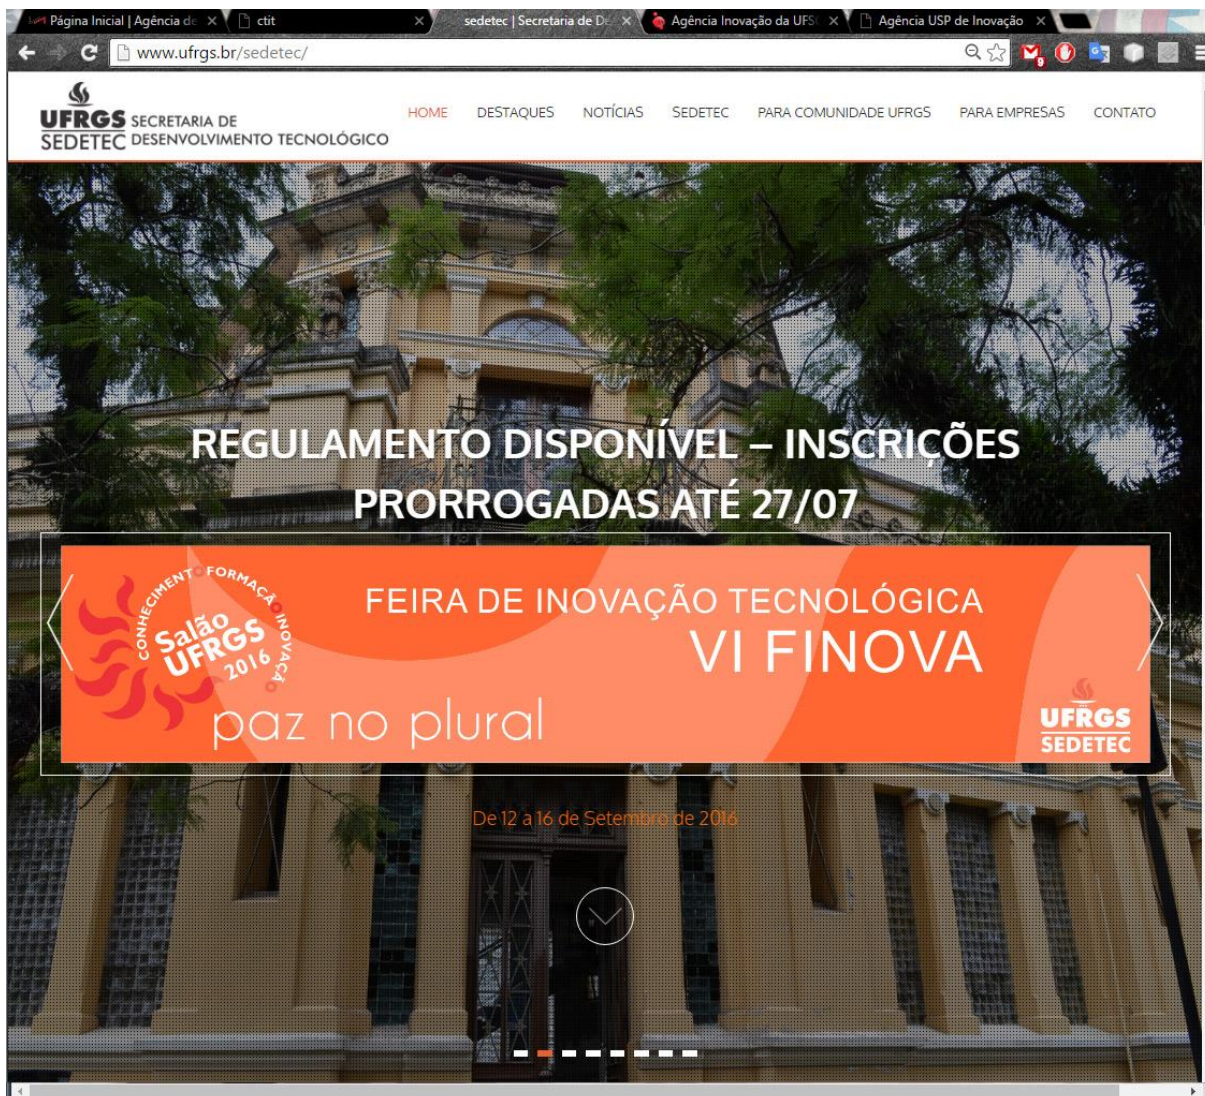 Página Inicial | Agência de
ctit
sedetec | Secretaria de De
Agência Inovação da UFSC
Agência USP de Inovação
www.ufrgs.br/sedetec/
9
UFRGS SECRETARIA DE
SEDETEC DESENVOLVIMENTO TECNOLÓGICO
HOME DESTAQUES NOTÍCIAS SEDETEC PARA COMUNIDADE UFRGS PARA EMPRESAS CONTATO
REGULAMENTO DISPONÍVEL – INSCRIÇÕES
PRORROGADAS ATÉ 27/07
CONHECIMENTO FORMAÇÃO INOVAÇÃO
Salão
UFRGS
2016
FEIRA DE INOVAÇÃO TECNOLÓGICA
VI FINOVA
paz no plural
UFRGS
SEDETEC
De 12 a 16 de Setembro de 2016